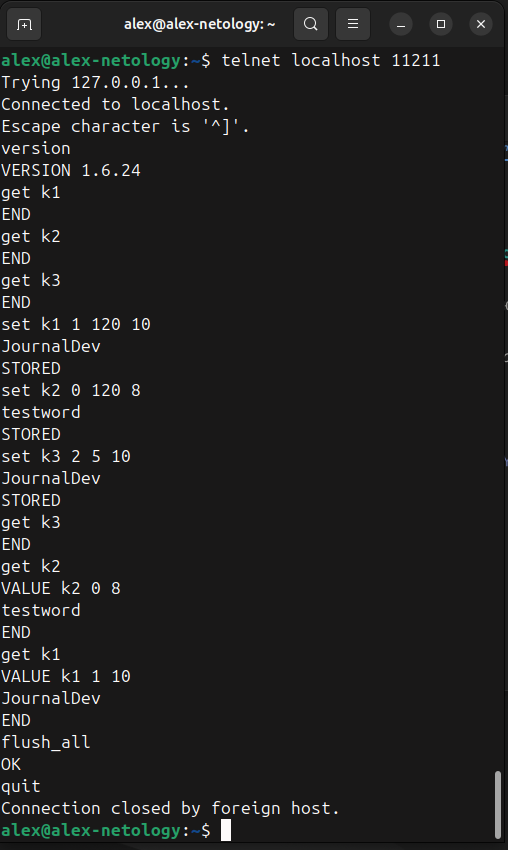 alex@alex-netology: ~
alex@alex-netology:~$ telnet localhost 11211
Trying 127.0.0.1...
Connected to localhost.
Escape character is '^]'.
version
VERSION 1.6.24
get k1
END
get k2
END
get k3
END
set k1 1 120 10
JournalDev
STORED
set k2 0 120 8
testword
STORED
set k3 2 5 10
JournalDev
STORED
get k3
END
get k2
VALUE k2 0 8
testword
END
get k1
VALUE k1 1 10
JournalDev
END
flush_all
OK
quit
Connection closed by foreign host.
alex@alex-netology:~$